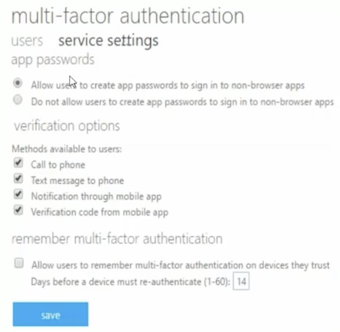 multi-factor authentication
users service settings
app passwords
Allow users to create app passwords to sign in to non-browser apps
Do not allow users to create app passwords to sign in to non-browser apps
verification options
Methods available to users:
Call to phone
Text message to phone
Notification through mobile app
Verification code from mobile app
remember multi-factor authentication
Allow users to remember multi-factor authentication on devices they trust
Days before a device must re-authenticate (1-60): 14
save